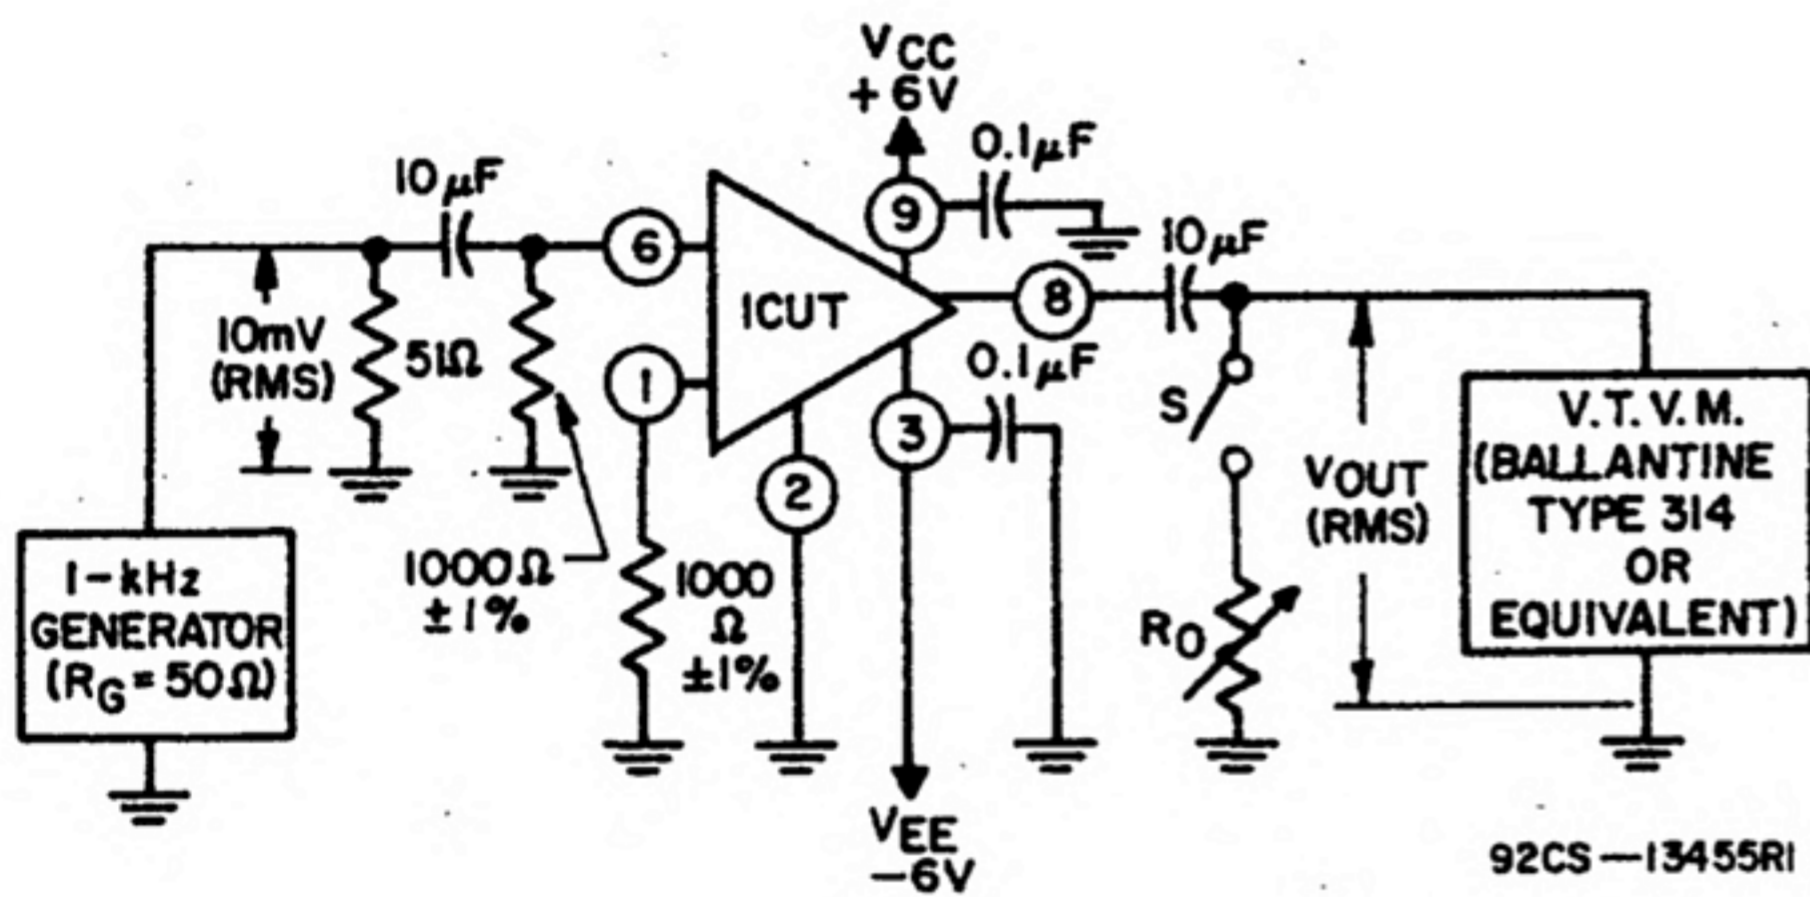 VCC
+6V
0.1μF
10μF
9
6
10μF
ICUT
8
10mV
(RMS)
51Ω
1
0.1μF
S
3
V.T.V.M.
(BALLANTINE
TYPE 314
OR
EQUIVALENT)
2
VOUT
(RMS)
1000Ω
±1%
1000
Ω
±1%
1-kHz
GENERATOR
(RG=50Ω)
RO
VEE
-6V
92CS-13455R1